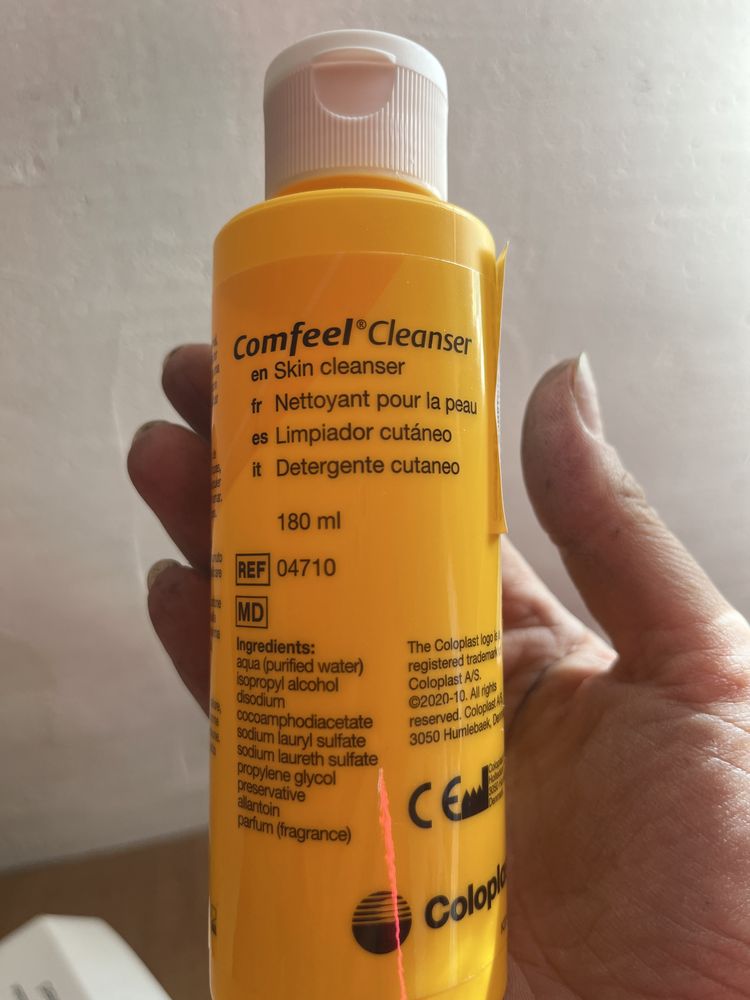 Comfeel® Cleanser
en Skin cleanser
fr Nettoyant pour la peau
es Limpiador cutáneo
it Detergente cutaneo
180 ml
REF 04710
MD
Ingredients:
aqua (purified water)
isopropyl alcohol
disodium
cocoamphodiacetate
sodium lauryl sulfate
sodium laureth sulfate
propylene glycol
preservative
allantoin
parfum (fragrance)
The Coloplast logo is
registered trademark
Coloplast A/S.
©2020-10. All rights
reserved. Coloplast A/S
3050 Humlebaek,
CE
3050
Coloplast